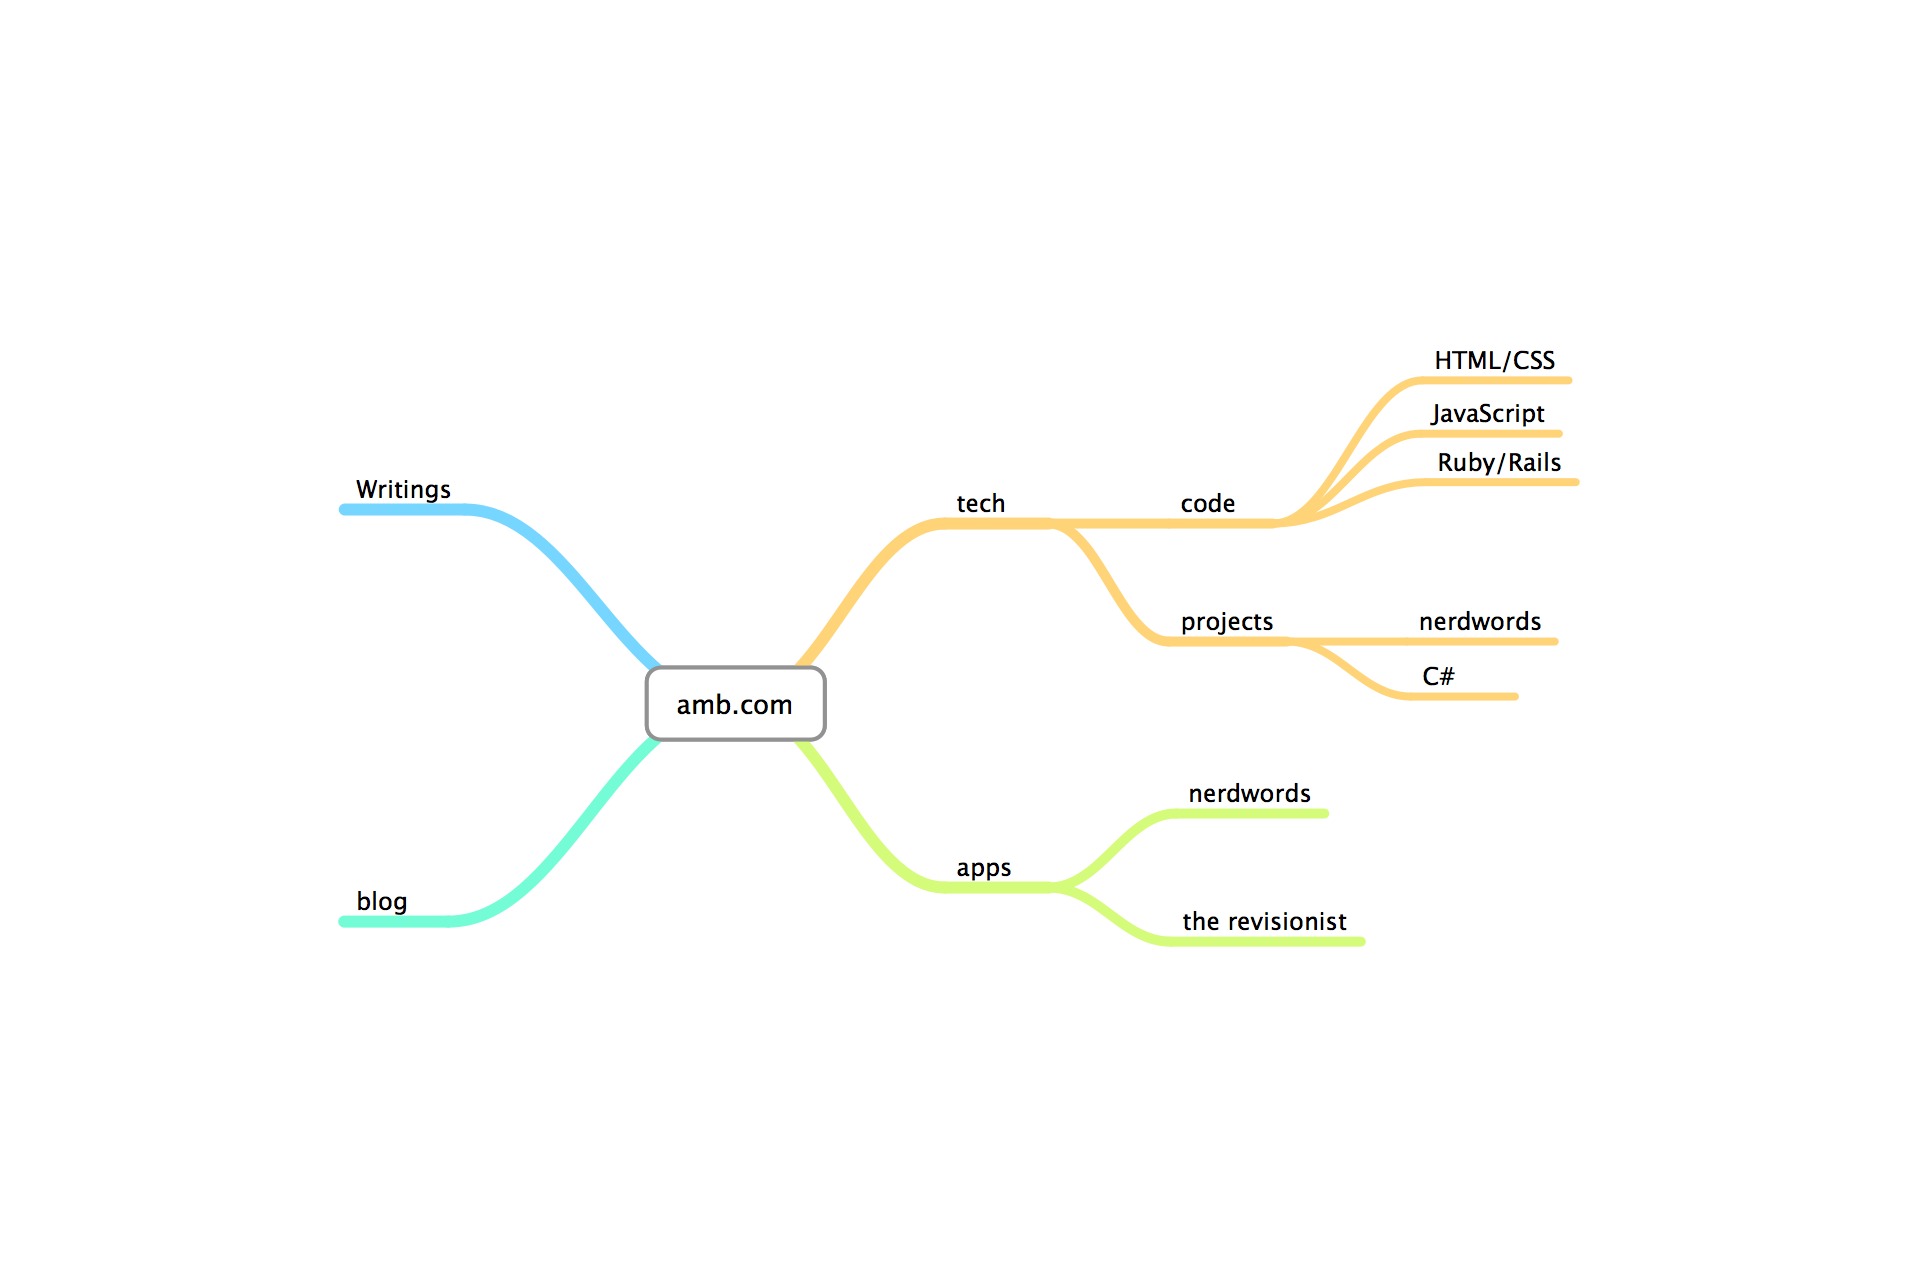 amb.com
Writings
blog
tech
code
HTML/CSS
JavaScript
Ruby/Rails
projects
nerdwords
C#
apps
nerdwords
the revisionist